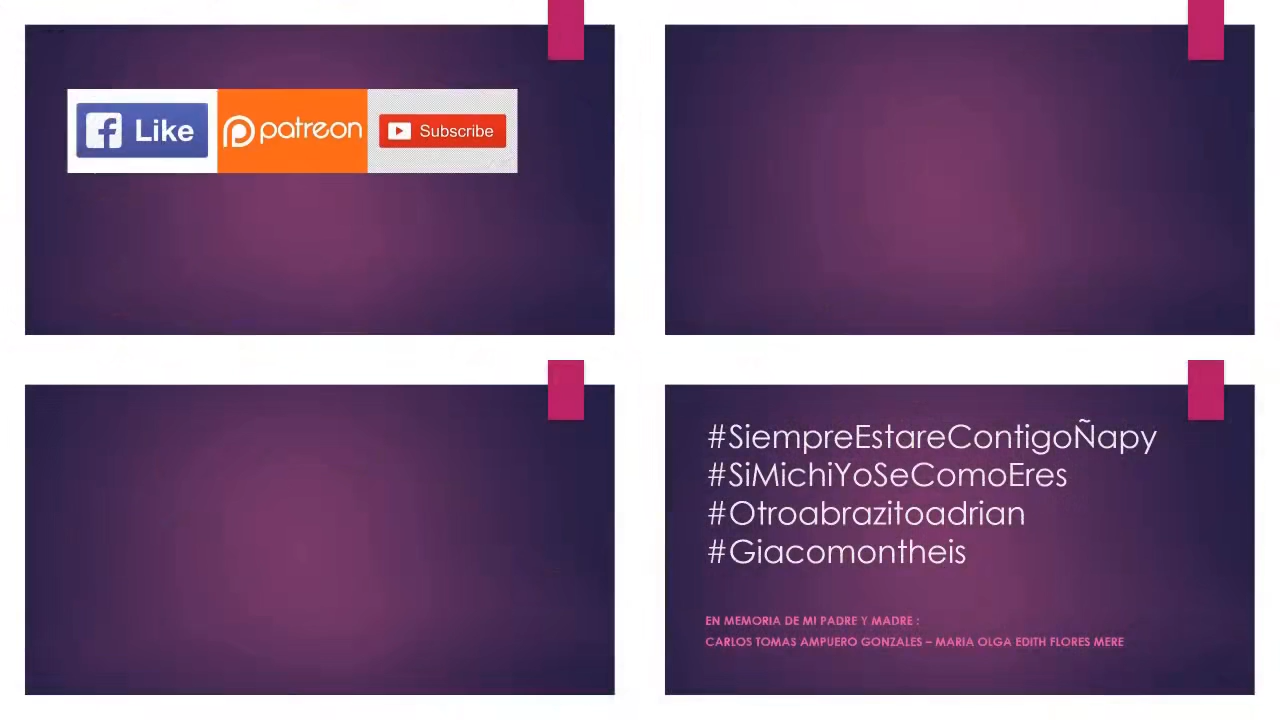 Like patreon Subscribe
#SiempreEstareContigoÑapy
#SiMichiYoSeComoEres
#Otroabrazitoadrian
#Giacomontheis
EN MEMORIA DE MI PADRE Y MADRE :
CARLOS TOMAS AMPUERO GONZALES – MARIA OLGA EDITH FLORES MERE